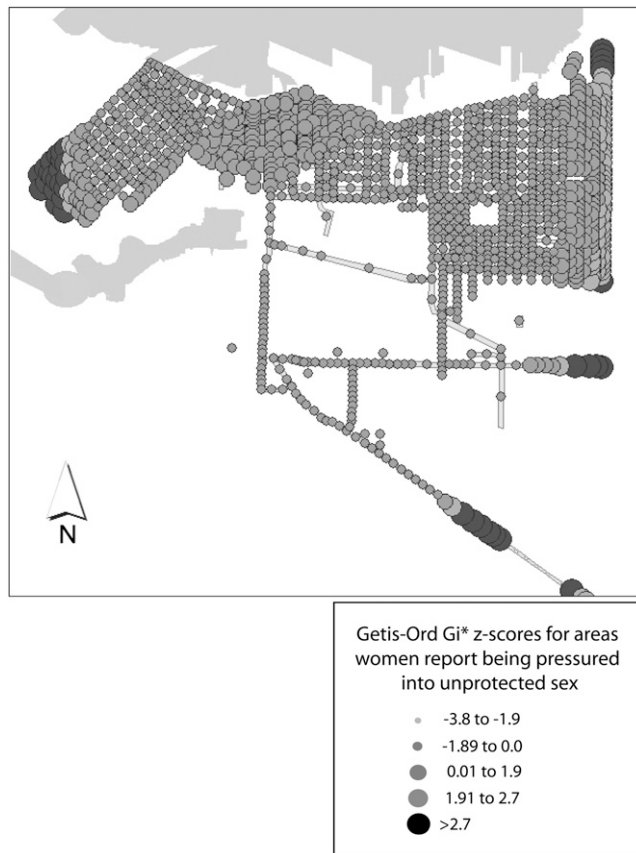 N
Getis-Ord Gi* z-scores for areas
women report being pressured
into unprotected sex
-3.8 to -1.9
-1.89 to 0.0
0.01 to 1.9
1.91 to 2.7
>2.7